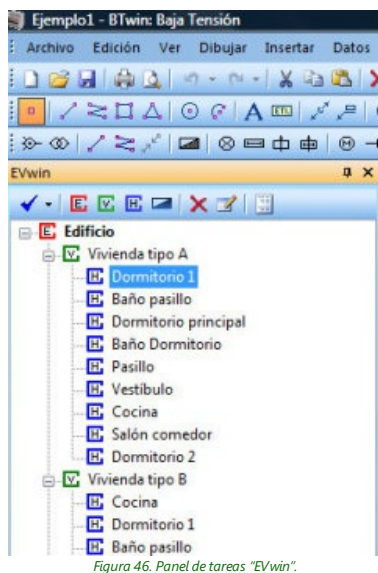 Ejemplo1 - BTwin: Baja Tensión
Archivo Edición Ver Dibujar Insertar Datos
EVwin
Edificio
Vivienda tipo A
Dormitorio 1
Baño pasillo
Dormitorio principal
Baño Dormitorio
Pasillo
Vestíbulo
Cocina
Salón comedor
Dormitorio 2
Vivienda tipo B
Cocina
Dormitorio 1
Baño pasillo
Figura 46. Panel de tareas "EVwin".